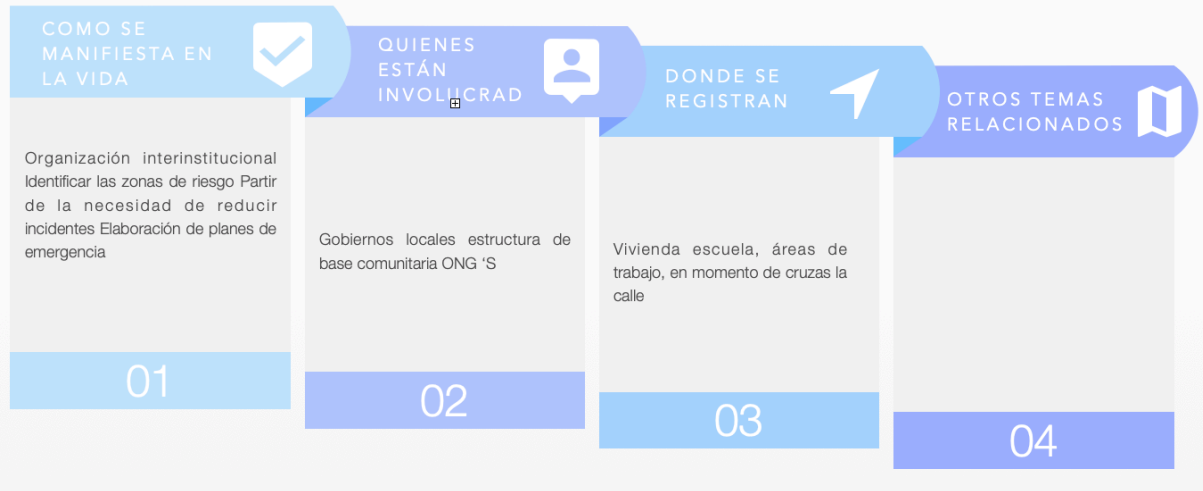 COMO SE
MANIFIESTA EN
LA VIDA
Organización interinstitucional
Identificar las zonas de riesgo Partir
de la necesidad de reducir
incidentes Elaboración de planes de
emergencia
01
QUIENES
ESTÁN
INVOLUCRAD
Gobiernos locales estructura de
base comunitaria ONG ‘S
02
DONDE SE
REGISTRAN
Vivienda escuela, áreas de
trabajo, en momento de cruzas la
calle
03
OTROS TEMAS
RELACIONADOS
04